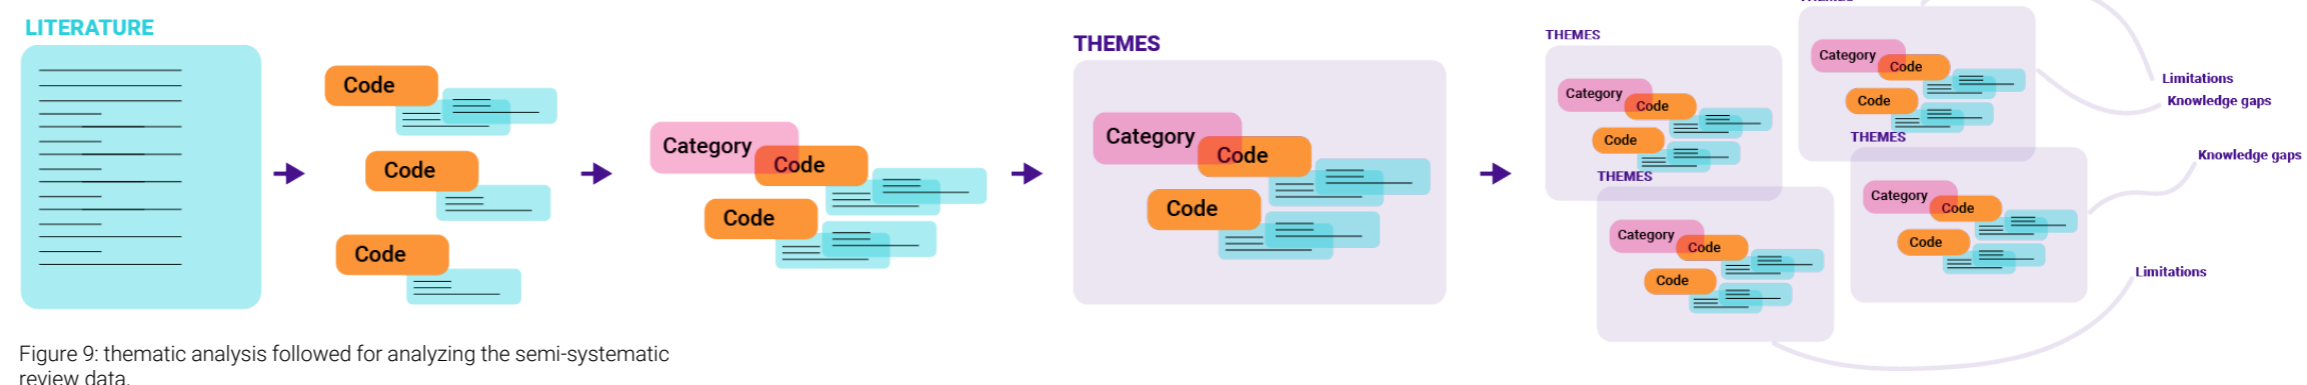 LITERATURE
Code
Code
Code
Category
Code
Code
THEMES
Category
Code
Code
THEMES
Category
Code
Code
THEMES
Category
Code
Code
THEMES
Category
Code
Code
THEMES
Category
Code
Code
Limitations
Knowledge gaps
Knowledge gaps
Limitations
Figure 9: thematic analysis followed for analyzing the semi-systematic
review data.